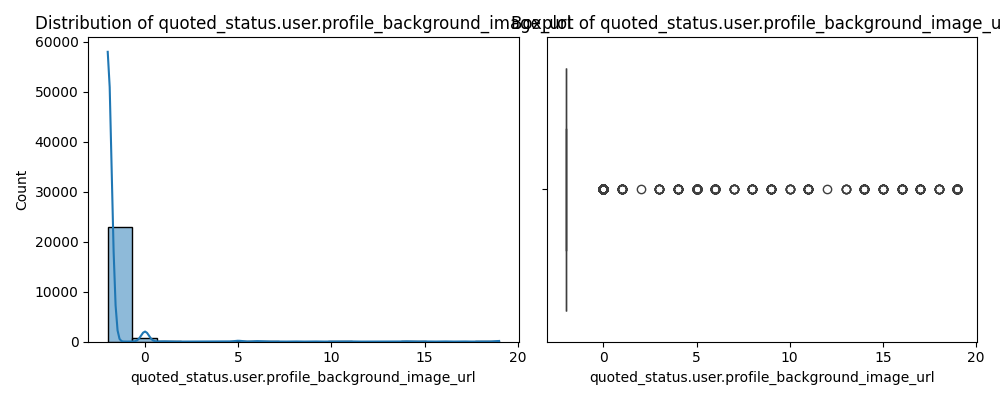 Distribution of quoted_status.user.profile_background_image_url
Boxplot of quoted_status.user.profile_background_image_u
60000
50000
40000
30000
20000
10000
0
Count
0 5 10 15 20
quoted_status.user.profile_background_image_url
0 5 10 15 20
quoted_status.user.profile_background_image_url